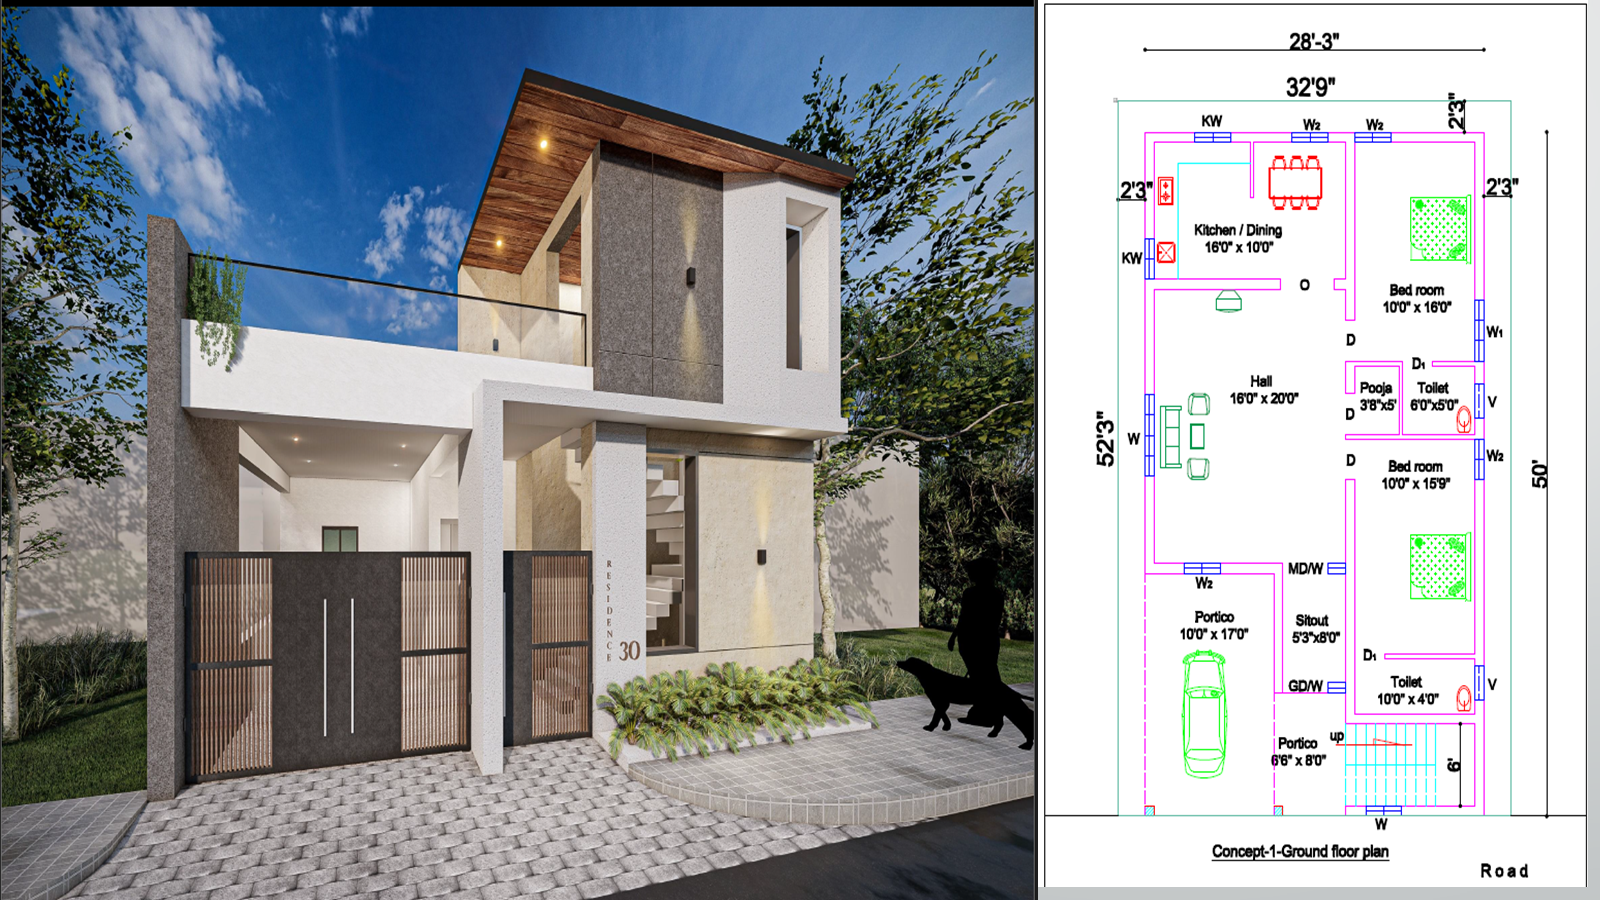 RESIDENCE
30
28'-3"
32'9"
2'3"
KW
W2
W2
2'3"
2'3"
Kitchen / Dining
16'0" x 10'0"
KW
O
Bed room
10'0" x 16'0"
W1
D
D1
Hall
16'0" x 20'0"
Pooja
3'8"x5'
Toilet
6'0"x5'0"
V
D
W
52'3"
D
W2
Bed room
10'0" x 15'9"
50'
MD/W
W2
Portico
10'0" x 17'0"
Sitout
5'3"x8'0"
D1
GD/W
Toilet
10'0" x 4'0"
V
up
Portico
6'6" x 8'0"
6'
W
Concept-1-Ground floor plan
Road